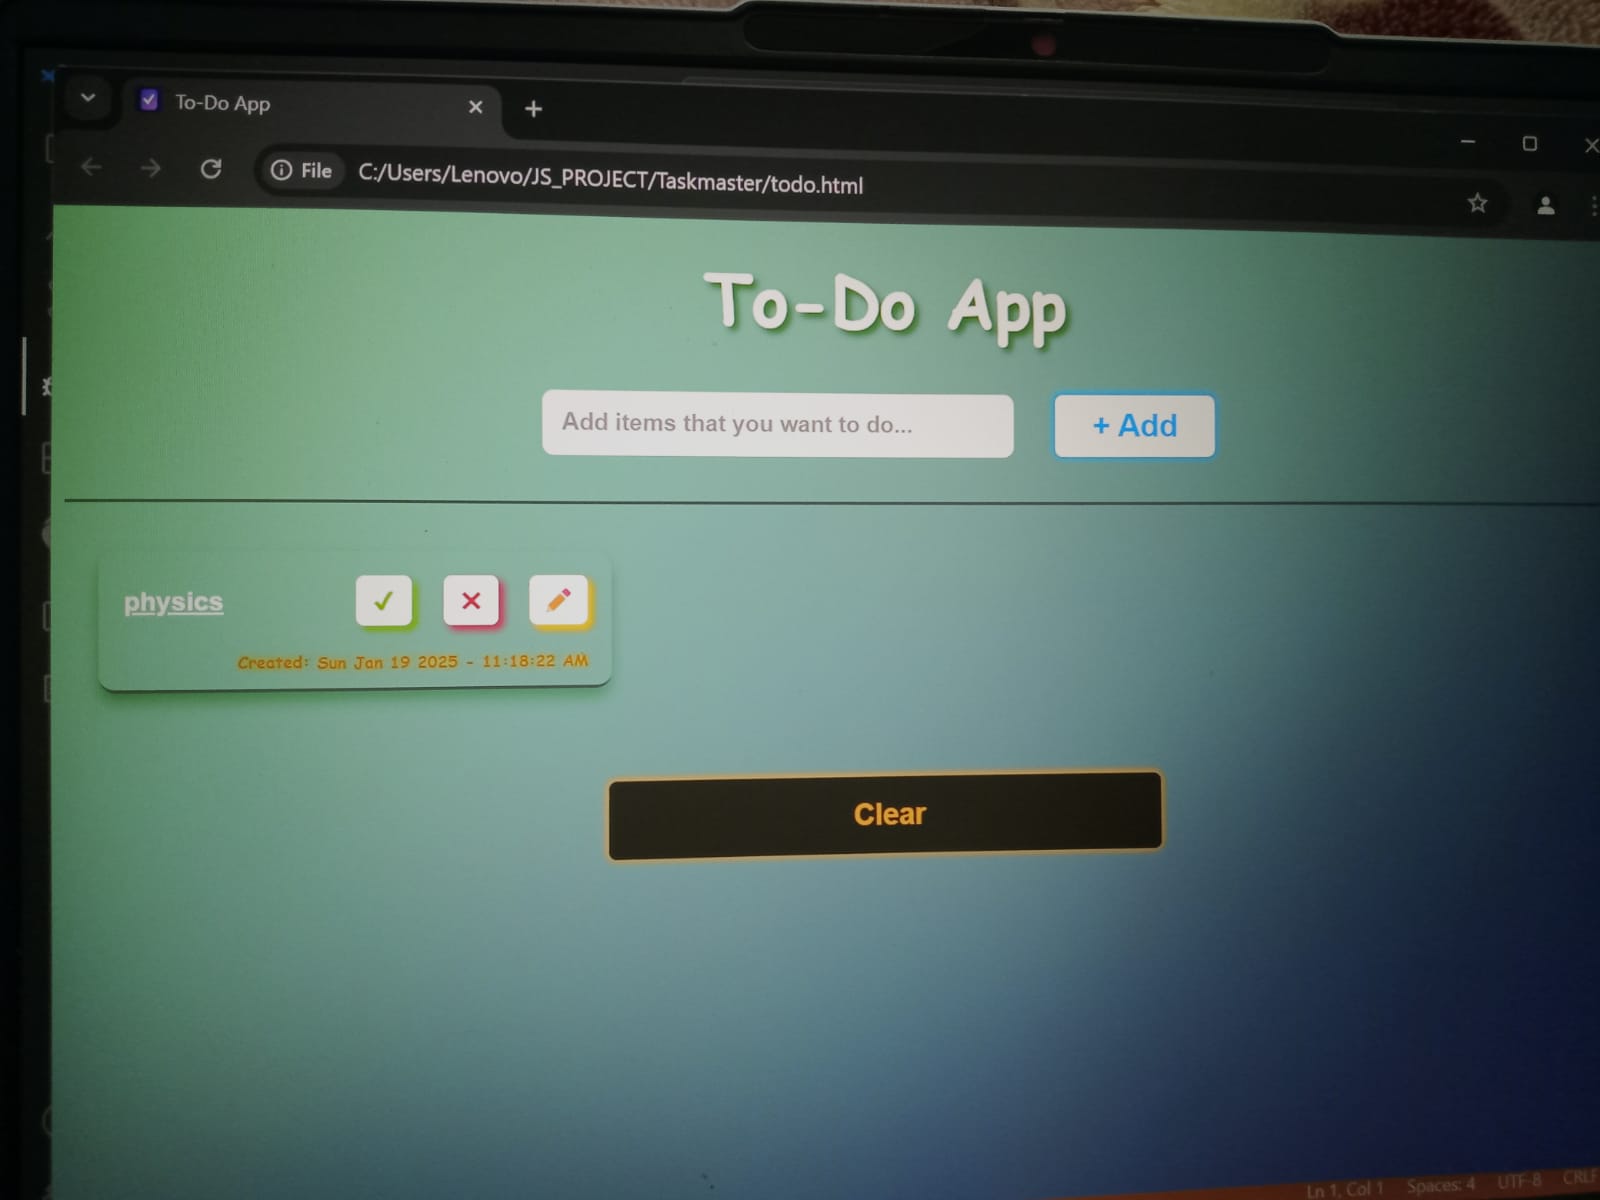 To-Do App
File C:/Users/Lenovo/JS_PROJECT/Taskmaster/todo.html
To-Do App
Add items that you want to do...
+ Add
physics
Created: Sun Jan 19 2025 - 11:18:22 AM
Clear
Ln 1, Col 1 Spaces: 4 UTF-8 CRLF